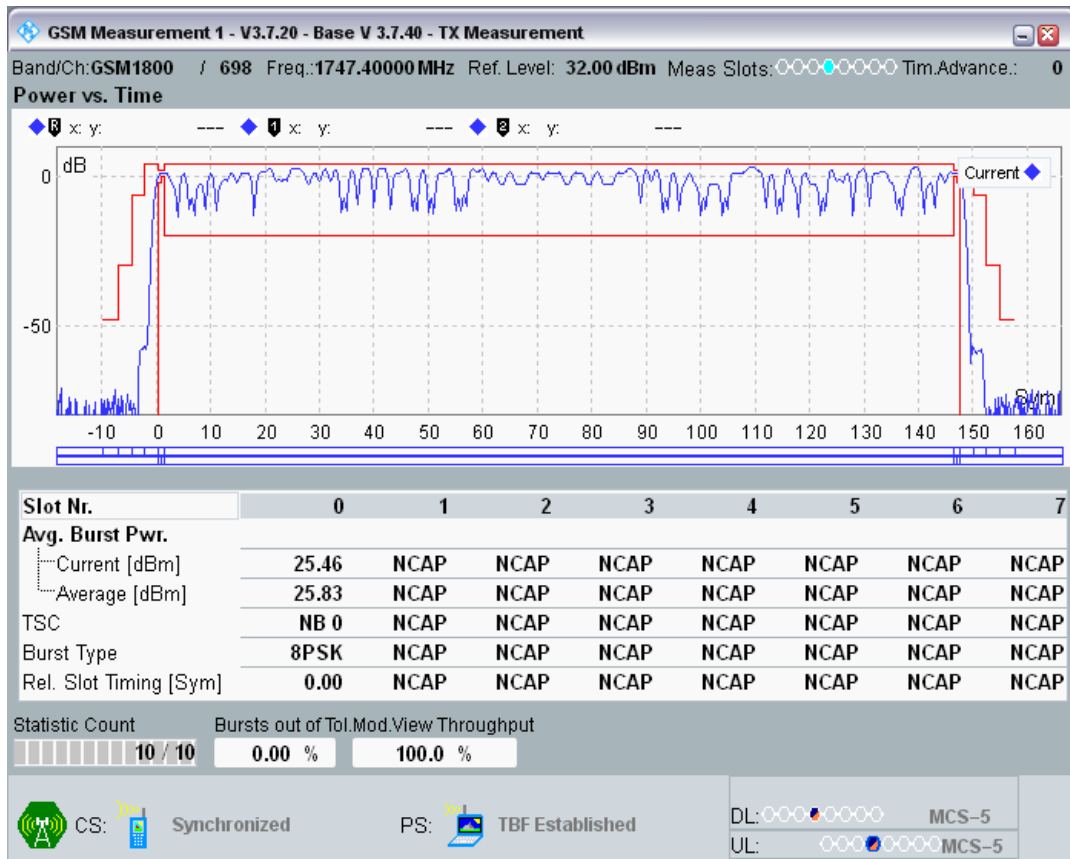 GSM Measurement 1 - V3.7.20 - Base V 3.7.40 - TX Measurement
Band/Ch:GSM1800 / 698 Freq.:1747.40000 MHz Ref. Level: 32.00 dBm Meas Slots: Tim.Advance.: 0
Power vs. Time
R x: y: --- 1 x: y: --- 2 x: y: ---
dB
Current
0
-50
Sym
-10 0 10 20 30 40 50 60 70 80 90 100 110 120 130 140 150 160
Slot Nr. 0 1 2 3 4 5 6 7
Avg. Burst Pwr.
Current [dBm] 25.46 NCAP NCAP NCAP NCAP NCAP NCAP NCAP
Average [dBm] 25.83 NCAP NCAP NCAP NCAP NCAP NCAP NCAP
TSC NB 0 NCAP NCAP NCAP NCAP NCAP NCAP NCAP
Burst Type 8PSK NCAP NCAP NCAP NCAP NCAP NCAP NCAP
Rel. Slot Timing [Sym] 0.00 NCAP NCAP NCAP NCAP NCAP NCAP NCAP
Statistic Count Bursts out of Tol.Mod.View Throughput
10 / 10 0.00 % 100.0 %
CS: Synchronized PS: TBF Established DL: MCS-5
UL: MCS-5